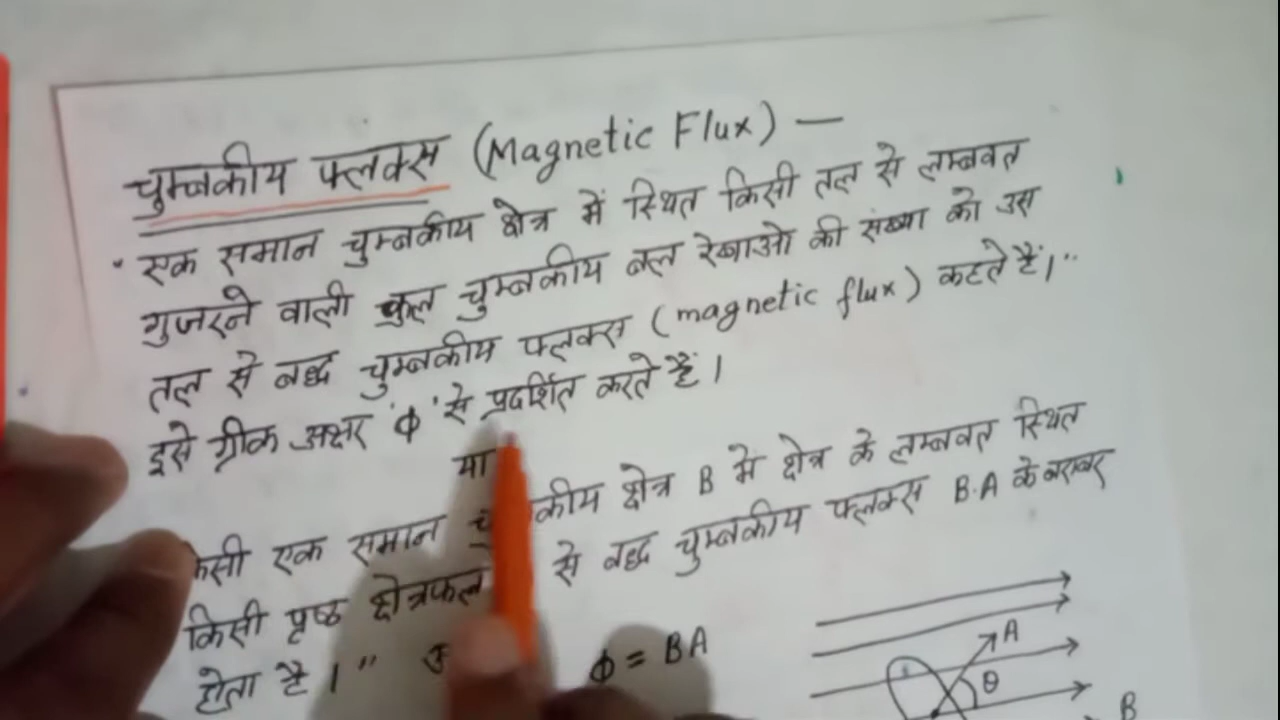 चुम्बकीय फ्लक्स (Magnetic Flux) —
" एक समान चुम्बकीय क्षेत्र में स्थित किसी तल से लम्बवत
गुजरने वाली कुल चुम्बकीय बल रेखाओ की संख्या को उस
तल से बद्ध चुम्बकीय फ्लक्स (magnetic flux) कहते हैं।"
इसे ग्रीक अक्षर 'ϕ' से प्रदर्शित करते हैं।
एक समान क्षेत्र B मे क्षेत्र के लम्बवत स्थित
किसी पृष्ठ से बद्ध चुम्बकीय फ्लक्स B.A के बराबर
होता है।" ϕ = BA
A
θ
B